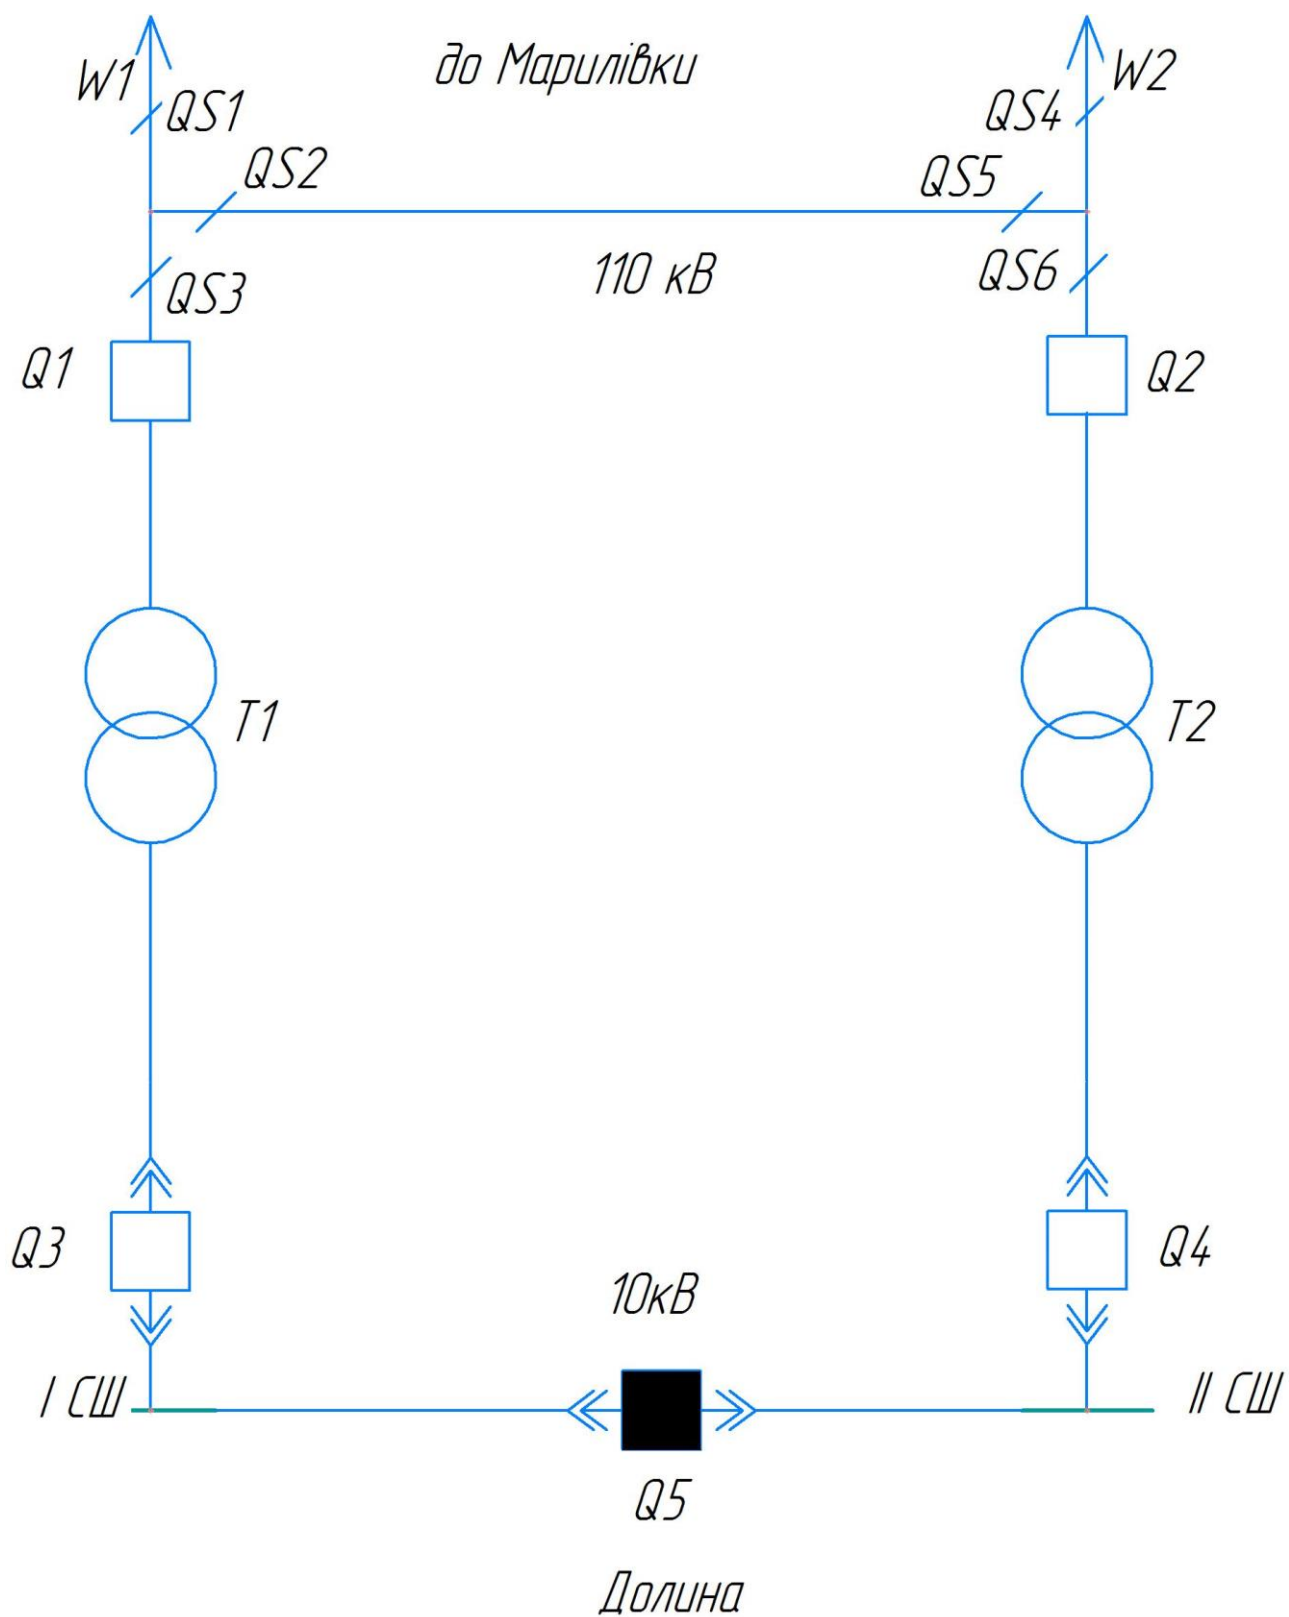 до Марилівки
W1
W2
QS1
QS4
QS2
QS5
110 кВ
QS3
QS6
Q1
Q2
T1
T2
Q3
Q4
10кВ
I СШ
II СШ
Q5
Долина